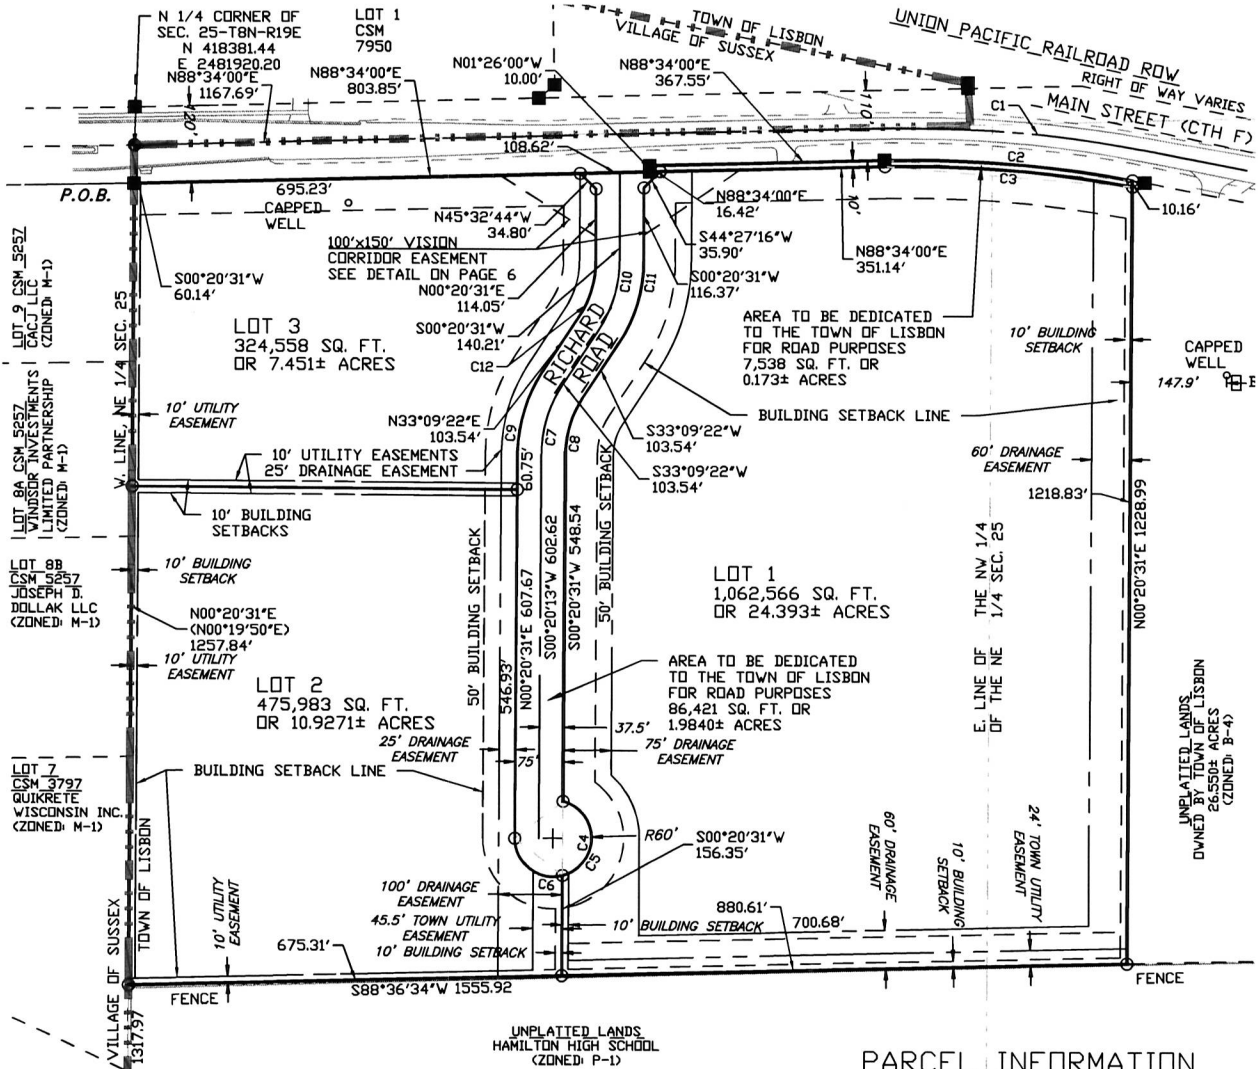 N 1/4 CORNER OF
SEC. 25-T8N-R19E
N 418381.44
E 2481920.20
N88°34'00"E
1167.69'
LOT 1
CSM
7950
N88°34'00"E
803.85'
N01°26'00"W
10.00'
TOWN OF LISBON
VILLAGE OF SUSSEX
N88°34'00"E
367.55'
UNION PACIFIC RAILROAD ROW
RIGHT OF WAY VARIES
MAIN STREET (CTH F)
120'
110'
C1
108.62'
C2
C3
P.O.B.
695.23'
CAPPED
WELL
N45°32'44"W
34.80'
N88°34'00"E
16.42'
10'
10.16'
100'x150' VISION
CORRIDOR EASEMENT
SEE DETAIL ON PAGE 6
S44°27'16"W
35.90'
N88°34'00"E
351.14'
S00°20'31"W
60.14'
N00°20'31"E
114.05'
C10
C11
S00°20'31"W
116.37'
LOT 9 CSM 5257
CACJ LLC
(ZONED: M-1)
W. LINE, NE 1/4 SEC. 25
LOT 3
324,558 SQ. FT.
OR 7.451± ACRES
S00°20'31"W
140.21'
C12
RICHARD
ROAD
AREA TO BE DEDICATED
TO THE TOWN OF LISBON
FOR ROAD PURPOSES
7,538 SQ. FT. OR
0.173± ACRES
10' BUILDING
SETBACK
CAPPED
WELL
147.9'
LOT 8A CSM 5257
WINDSOR INVESTMENTS
LIMITED PARTNERSHIP
(ZONED: M-1)
10' UTILITY
EASEMENT
N33°09'22"E
103.54'
C9
C7
C8
BUILDING SETBACK LINE
S33°09'22"W
103.54'
S33°09'22"W
103.54'
10' UTILITY EASEMENTS
25' DRAINAGE EASEMENT
60.75'
60' DRAINAGE
EASEMENT
1218.83'
10' BUILDING
SETBACKS
LOT 8B
CSM 5257
JOSEPH D.
DOLLAK LLC
(ZONED: M-1)
10' BUILDING
SETBACK
50' BUILDING SETBACK
N00°20'31"E 607.67
S00°20'13"W 602.62
S00°20'31"W 548.54
50' BUILDING SETBACK
LOT 1
1,062,566 SQ. FT.
OR 24.393± ACRES
E. LINE OF THE NW 1/4
OF THE NE 1/4 SEC. 25
N00°20'31"E 1228.99
N00°20'31"E
(N00°19'50"E)
1257.84'
10' UTILITY
EASEMENT
LOT 2
475,983 SQ. FT.
OR 10.9271± ACRES
546.93'
AREA TO BE DEDICATED
TO THE TOWN OF LISBON
FOR ROAD PURPOSES
86,421 SQ. FT. OR
1.9840± ACRES
37.5'
75' DRAINAGE
EASEMENT
25' DRAINAGE
EASEMENT
75'
UNPLATTED LANDS
OWNED BY TOWN OF LISBON
26.550± ACRES
(ZONED: B-4)
LOT 7
CSM 3797
QUIKRETE
WISCONSIN INC.
(ZONED: M-1)
BUILDING SETBACK LINE
C4
C5
C6
R60'
S00°20'31"W
156.35'
60' DRAINAGE
EASEMENT
10' BUILDING
SETBACK
24' TOWN UTILITY
EASEMENT
VILLAGE OF SUSSEX
TOWN OF LISBON
10' UTILITY
EASEMENT
100' DRAINAGE
EASEMENT
45.5' TOWN UTILITY
EASEMENT
10' BUILDING SETBACK
10' BUILDING SETBACK
880.61'
700.68'
675.31'
FENCE
S88°36'34"W 1555.92
FENCE
1317.97
UNPLATTED LANDS
HAMILTON HIGH SCHOOL
(ZONED: P-1)
PARCEL INFORMATION